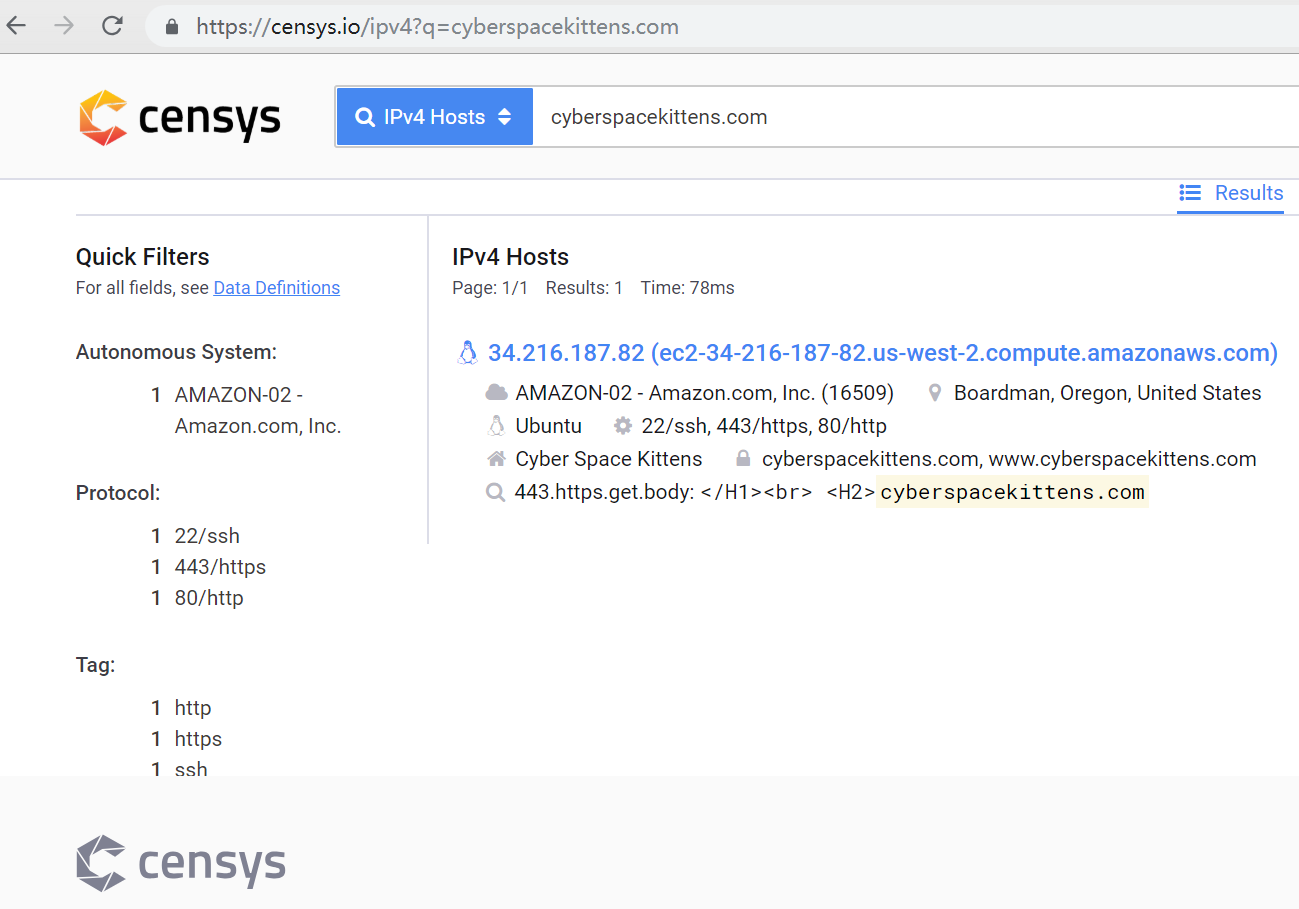 https://censys.io/ipv4?q=cyberspacekittens.com
censys
IPv4 Hosts
cyberspacekittens.com
Results
Quick Filters
For all fields, see Data Definitions
Autonomous System:
1 AMAZON-02 -
Amazon.com, Inc.
Protocol:
1 22/ssh
1 443/https
1 80/http
Tag:
1 http
1 https
1 ssh
IPv4 Hosts
Page: 1/1 Results: 1 Time: 78ms
34.216.187.82 (ec2-34-216-187-82.us-west-2.compute.amazonaws.com)
AMAZON-02 - Amazon.com, Inc. (16509) Boardman, Oregon, United States
Ubuntu 22/ssh, 443/https, 80/http
Cyber Space Kittens cyberspacekittens.com, www.cyberspacekittens.com
443.https.get.body: </H1><br> <H2>cyberspacekittens.com
censys